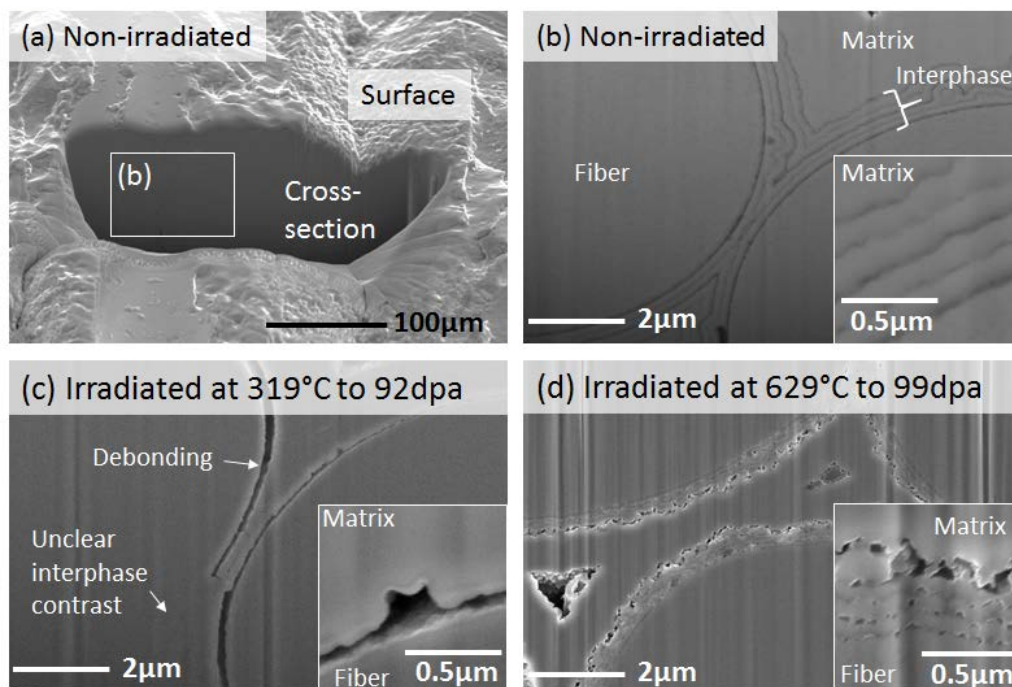 (a) Non-irradiated
Surface
(b)
Cross-
section
100µm
(b) Non-irradiated
Matrix
Interphase
Fiber
Matrix
2µm
0.5µm
(c) Irradiated at 319°C to 92dpa
Debonding
Unclear
interphase
contrast
Matrix
2µm
0.5µm
Fiber
(d) Irradiated at 629°C to 99dpa
Matrix
2µm
Fiber
0.5µm